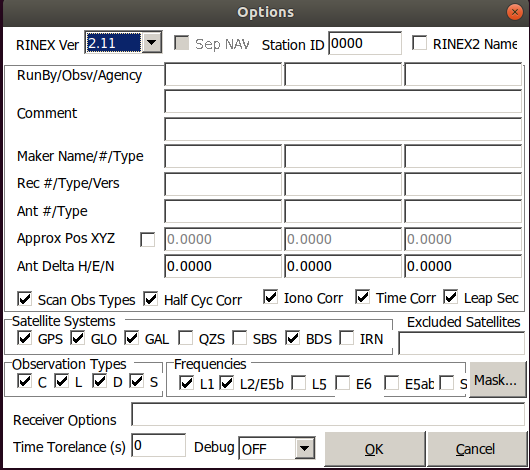 Options
RINEX Ver 2.11 Sep NAV Station ID 0000 RINEX2 Name
RunBy/Obsv/Agency
Comment
Maker Name/#/Type
Rec #/Type/Vers
Ant #/Type
Approx Pos XYZ 0.0000 0.0000 0.0000
Ant Delta H/E/N 0.0000 0.0000 0.0000
Scan Obs Types Half Cyc Corr Iono Corr Time Corr Leap Sec
Satellite Systems Excluded Satellites
GPS GLO GAL QZS SBS BDS IRN
Observation Types Frequencies
C L D S L1 L2/E5b L5 E6 E5ab S Mask...
Receiver Options
Time Torelance (s) 0 Debug OFF OK Cancel